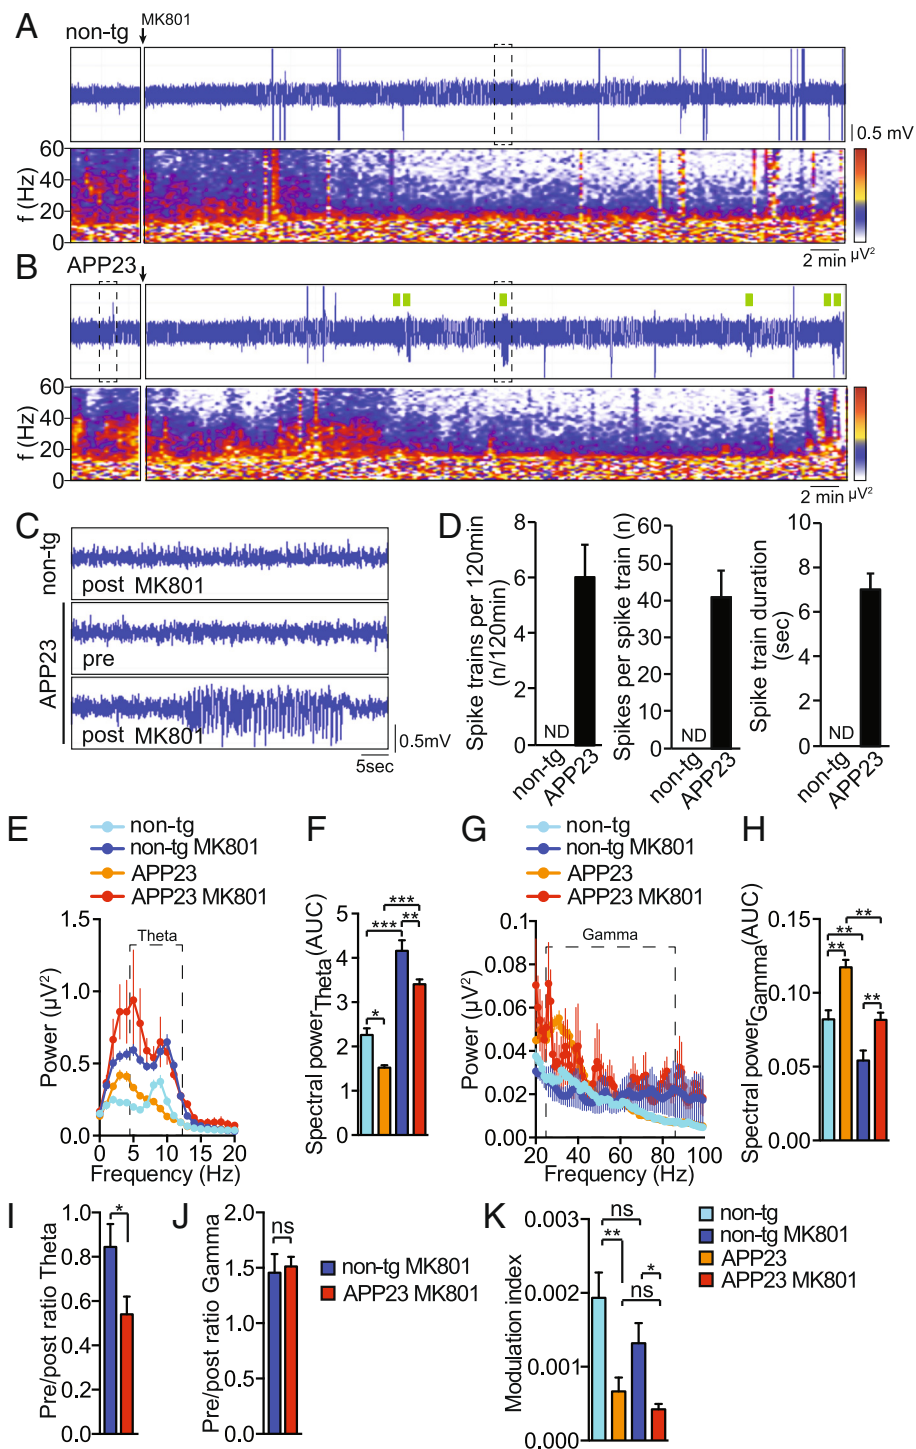 A
non-tg
MK801
0.5 mV
f (Hz)
60
40
20
0
2 min
µV²
B
APP23
f (Hz)
60
40
20
0
2 min
µV²
C
non-tg
post MK801
APP23
pre
post MK801
0.5mV
5sec
D
Spike trains per 120min
(n/120min)
8
6
4
2
0
ND
non-tg
APP23
Spikes per spike train (n)
60
50
40
30
20
10
0
ND
non-tg
APP23
Spike train duration
(sec)
10
8
6
4
2
0
ND
non-tg
APP23
E
non-tg
non-tg MK801
APP23
APP23 MK801
Power (µV²)
1.5
1.0
0.5
0.0
Theta
0 5 10 15 20
Frequency (Hz)
F
Spectral power Theta (AUC)
5
4
3
2
1
0
***
*** **
*
G
non-tg
non-tg MK801
APP23
APP23 MK801
Power (µV²)
0.1
0.08
0.06
0.04
0.02
0.00
Gamma
20 40 60 80 100
Frequency (Hz)
H
Spectral power Gamma (AUC)
0.15
0.10
0.05
0.00
**
**
**
**
I
Pre/post ratio Theta
1.0
0.8
0.6
0.4
0.2
0.0
*
J
Pre/post ratio Gamma
2.0
1.5
1.0
0.5
0.0
ns
non-tg MK801
APP23 MK801
K
Modulation index
0.003
0.002
0.001
0.000
ns
**
*
ns
non-tg
non-tg MK801
APP23
APP23 MK801